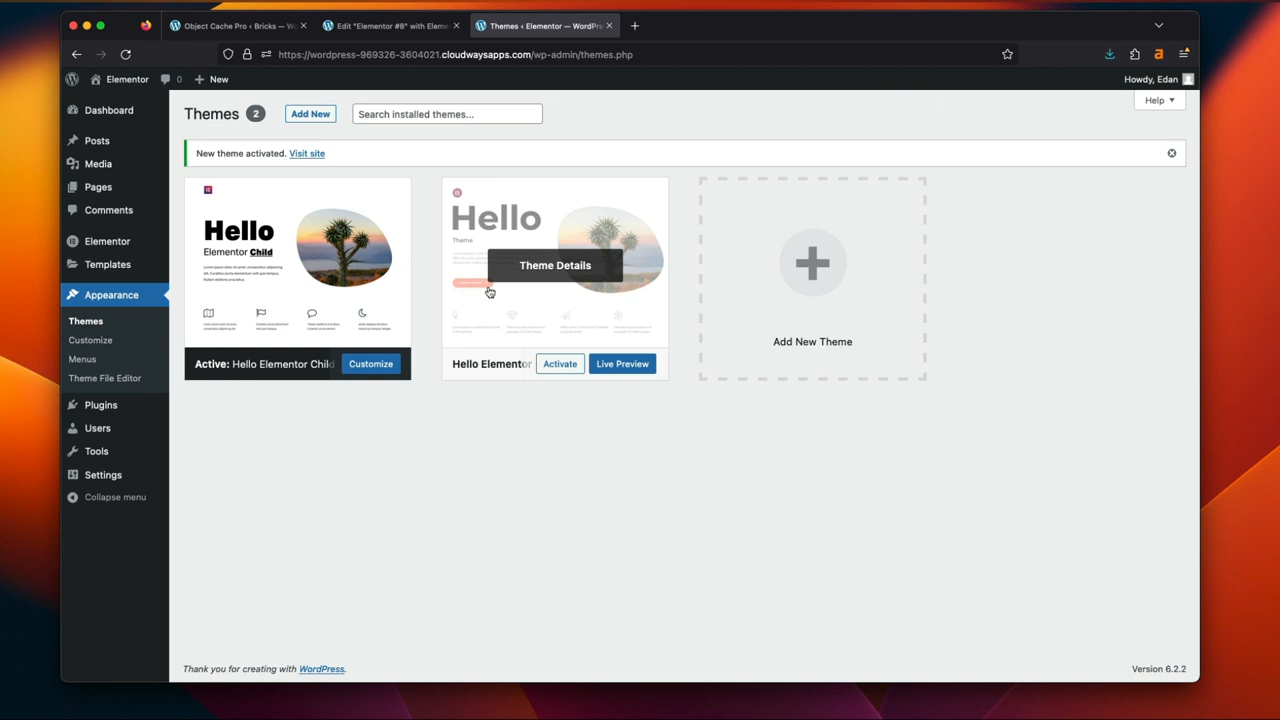 Object Cache Pro ‹ Bricks — W
Edit "Elementor #8" with Eleme
Themes ‹ Elementor — WordPr
https://wordpress-969326-3604021.cloudwaysapps.com/wp-admin/themes.php
Elementor
0
New
Howdy, Edan
Dashboard
Posts
Media
Pages
Comments
Elementor
Templates
Appearance
Themes
Customize
Menus
Theme File Editor
Plugins
Users
Tools
Settings
Collapse menu
Themes 2
Add New
Search installed themes...
Help
New theme activated. Visit site
Hello
Elementor Child
Active: Hello Elementor Child
Customize
Hello
Theme
Theme Details
Hello Elementor
Activate
Live Preview
Add New Theme
Thank you for creating with WordPress.
Version 6.2.2